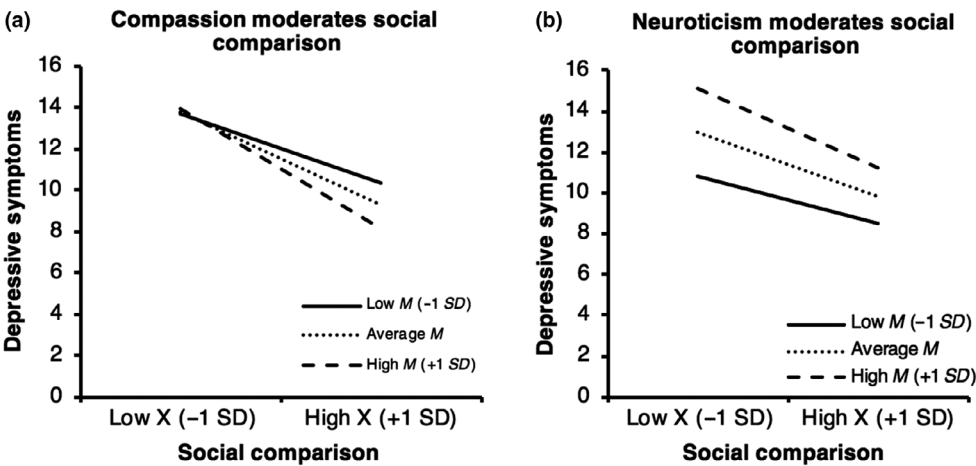 (a)
Compassion moderates social
comparison
Depressive symptoms
16
14
12
10
8
6
4
2
0
Low M (−1 SD)
Average M
High M (+1 SD)
Low X (−1 SD)
High X (+1 SD)
Social comparison
(b)
Neuroticism moderates social
comparison
Depressive symptoms
16
14
12
10
8
6
4
2
0
Low M (−1 SD)
Average M
High M (+1 SD)
Low X (−1 SD)
High X (+1 SD)
Social comparison